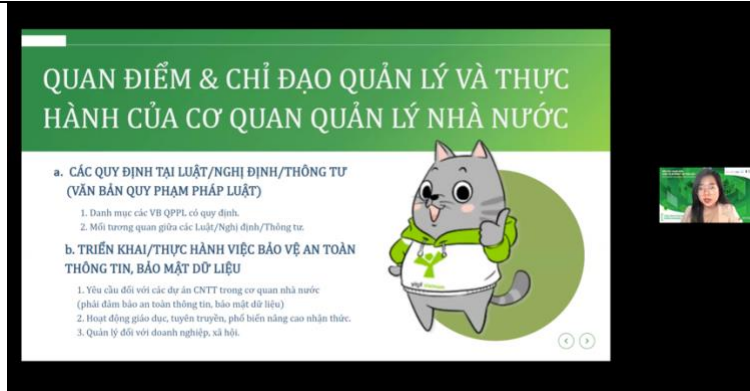 QUAN ĐIỂM & CHỈ ĐẠO QUẢN LÝ VÀ THỰC
HÀNH CỦA CƠ QUAN QUẢN LÝ NHÀ NƯỚC
a. CÁC QUY ĐỊNH TẠI LUẬT/NGHỊ ĐỊNH/THÔNG TƯ
(VĂN BẢN QUY PHẠM PHÁP LUẬT)
1. Danh mục các VB QPPL có quy định.
2. Mối tương quan giữa các Luật/Nghị định/Thông tư.
b. TRIỂN KHAI/THỰC HÀNH VIỆC BẢO VỆ AN TOÀN
THÔNG TIN, BẢO MẬT DỮ LIỆU
1. Yêu cầu đối với các dự án CNTT trong cơ quan nhà nước
(phải đảm bảo an toàn thông tin, bảo mật dữ liệu)
2. Hoạt động giáo dục, tuyên truyền, phổ biến nâng cao nhận thức.
3. Quản lý đối với doanh nghiệp, xã hội.